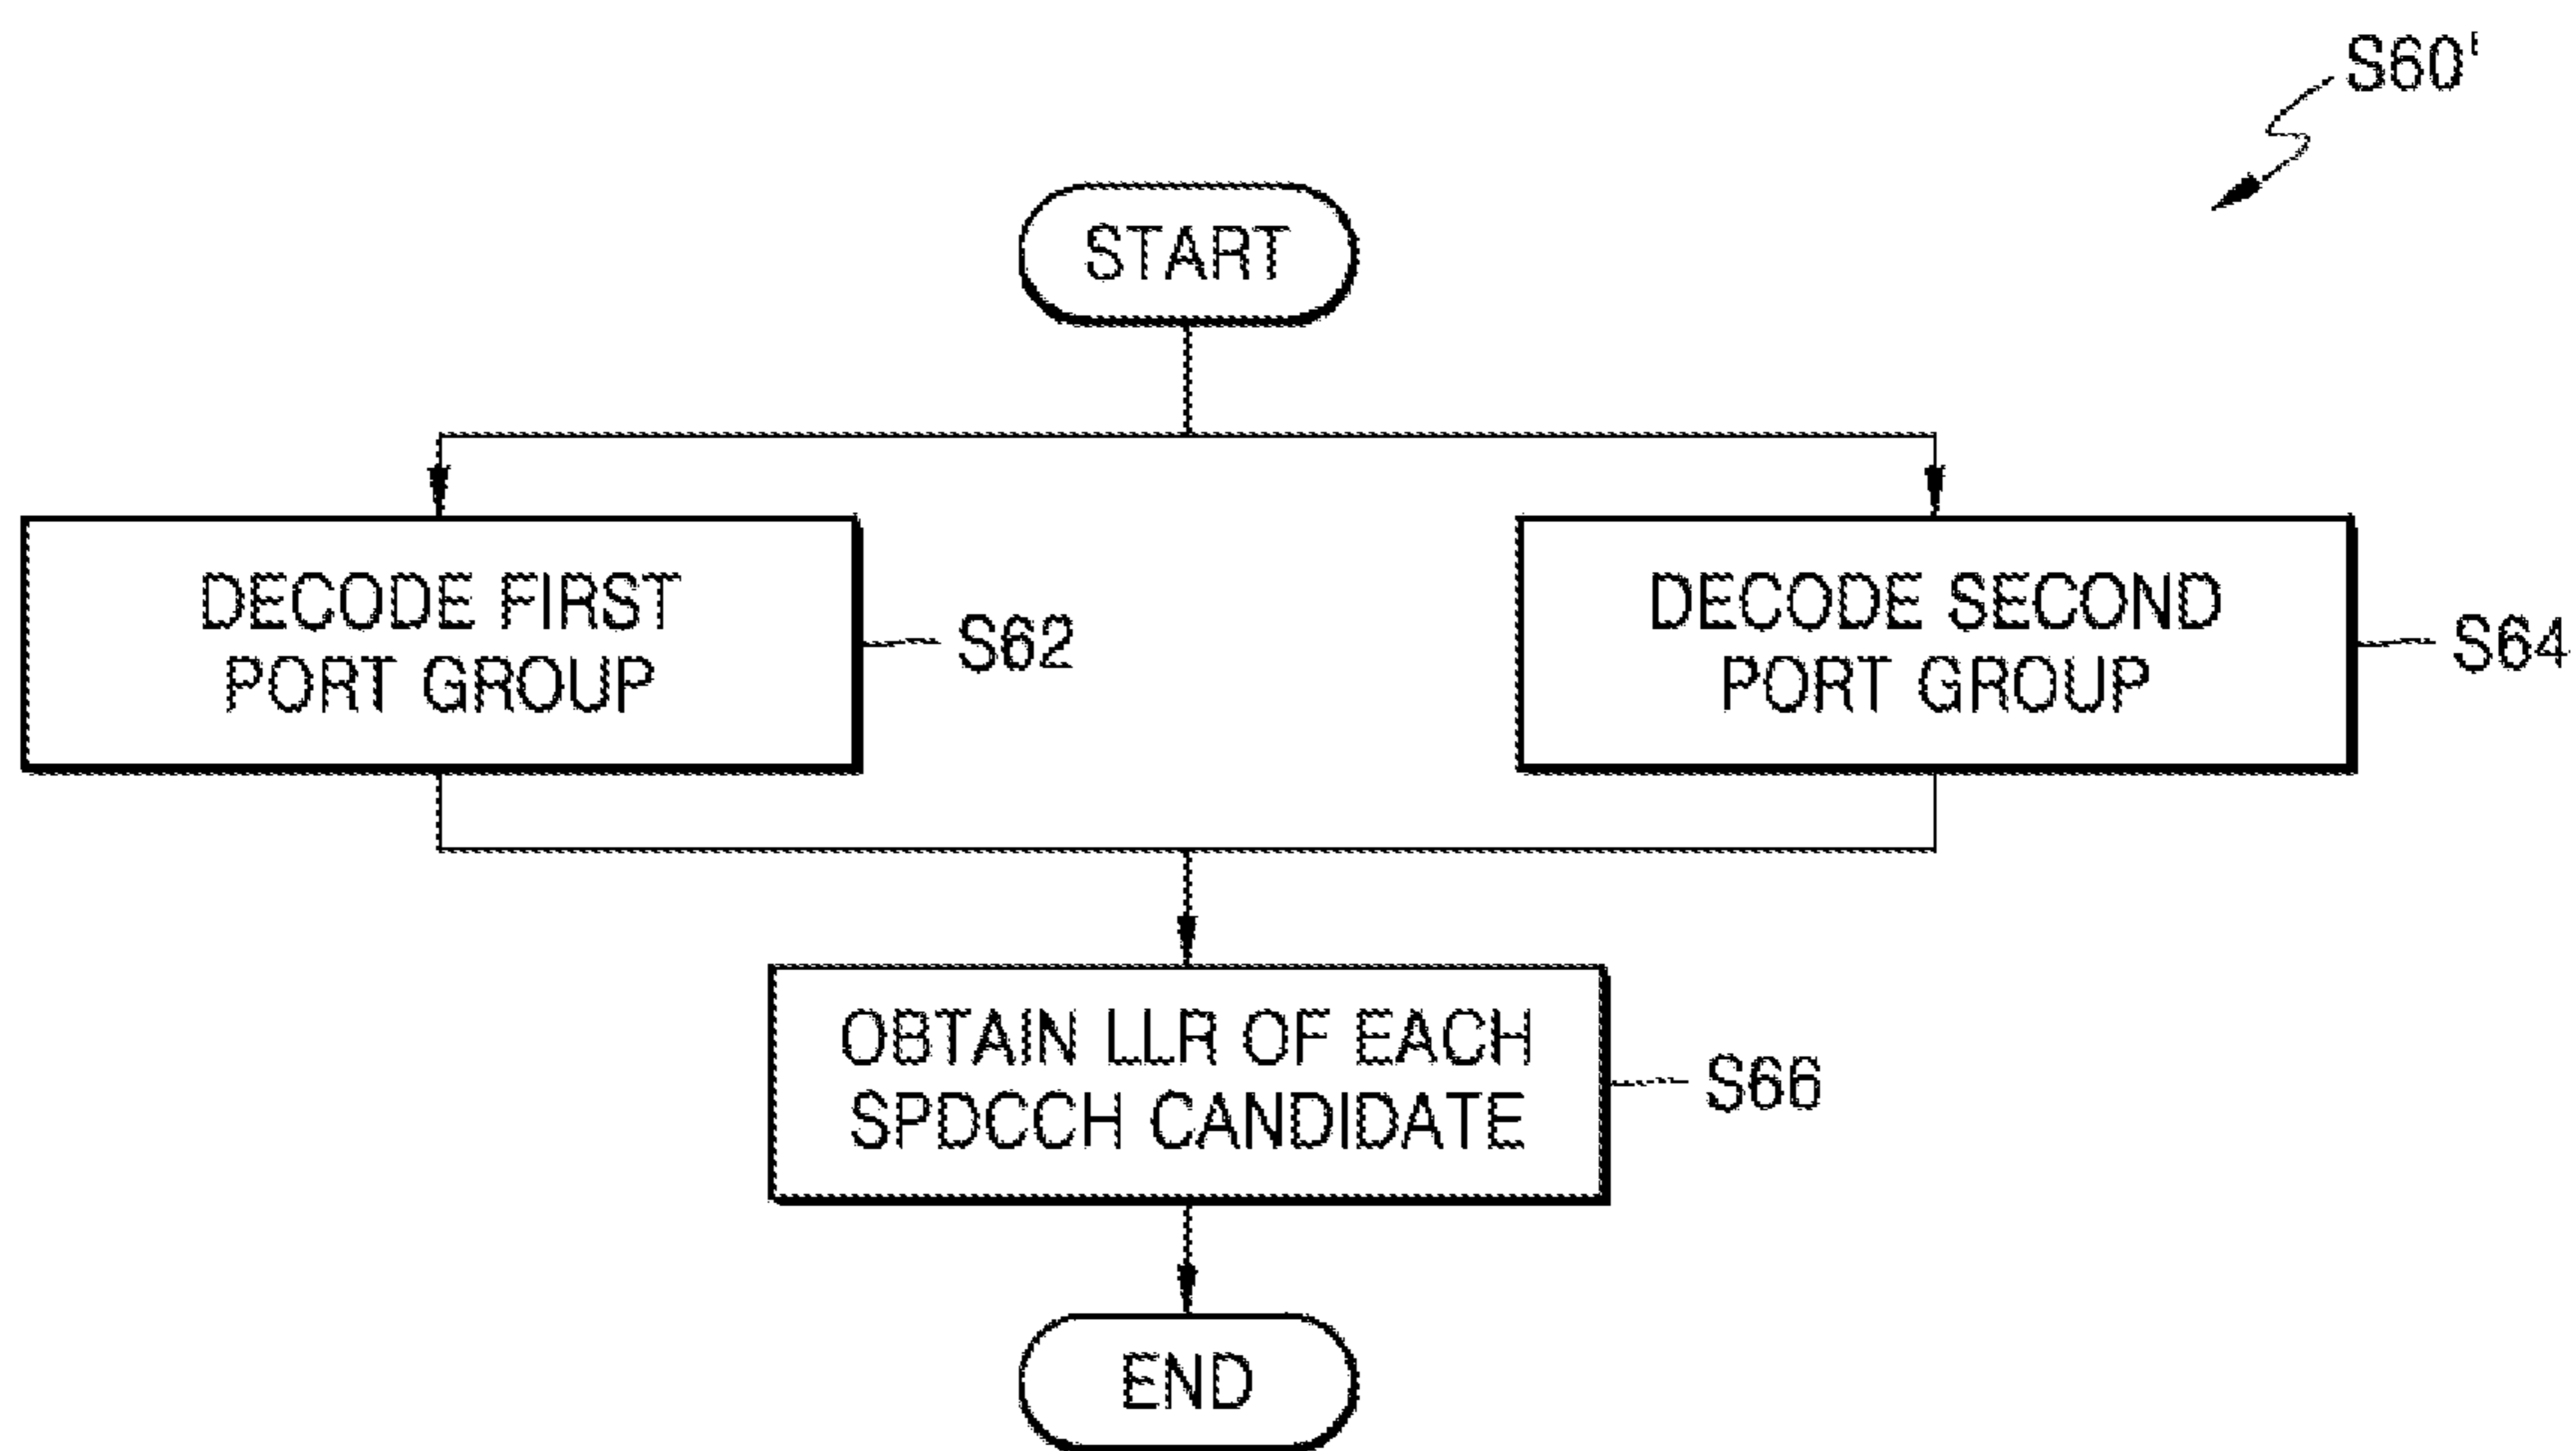 S60'
START
DECODE FIRST
PORT GROUP
S62
DECODE SECOND
PORT GROUP
S64
OBTAIN LLR OF EACH
SPDCCH CANDIDATE
S66
END